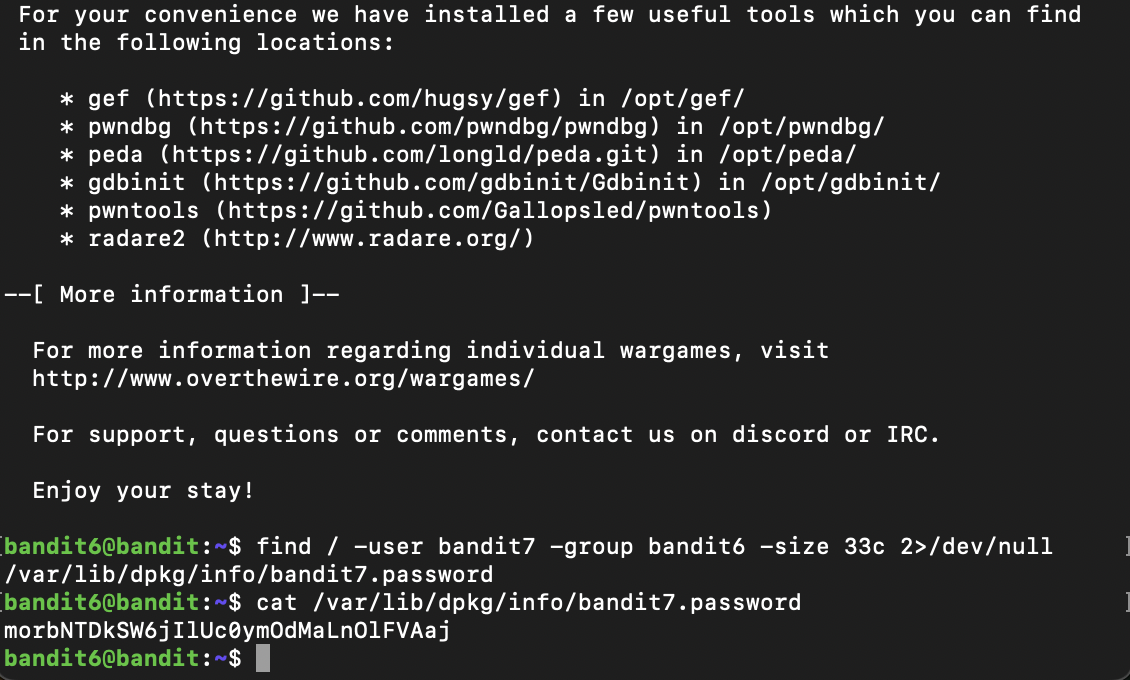 For your convenience we have installed a few useful tools which you can find
in the following locations:
* gef (https://github.com/hugsy/gef) in /opt/gef/
* pwndbg (https://github.com/pwndbg/pwndbg) in /opt/pwndbg/
* peda (https://github.com/longld/peda.git) in /opt/peda/
* gdbinit (https://github.com/gdbinit/Gdbinit) in /opt/gdbinit/
* pwntools (https://github.com/Gallopsled/pwntools)
* radare2 (http://www.radare.org/)
--[ More information ]--
For more information regarding individual wargames, visit
http://www.overthewire.org/wargames/
For support, questions or comments, contact us on discord or IRC.
Enjoy your stay!
[bandit6@bandit:~$ find / -user bandit7 -group bandit6 -size 33c 2>/dev/null ]
/var/lib/dpkg/info/bandit7.password
[bandit6@bandit:~$ cat /var/lib/dpkg/info/bandit7.password ]
morbNTDkSW6jIlUc0ymOdMaLnOlFVAaj
bandit6@bandit:~$